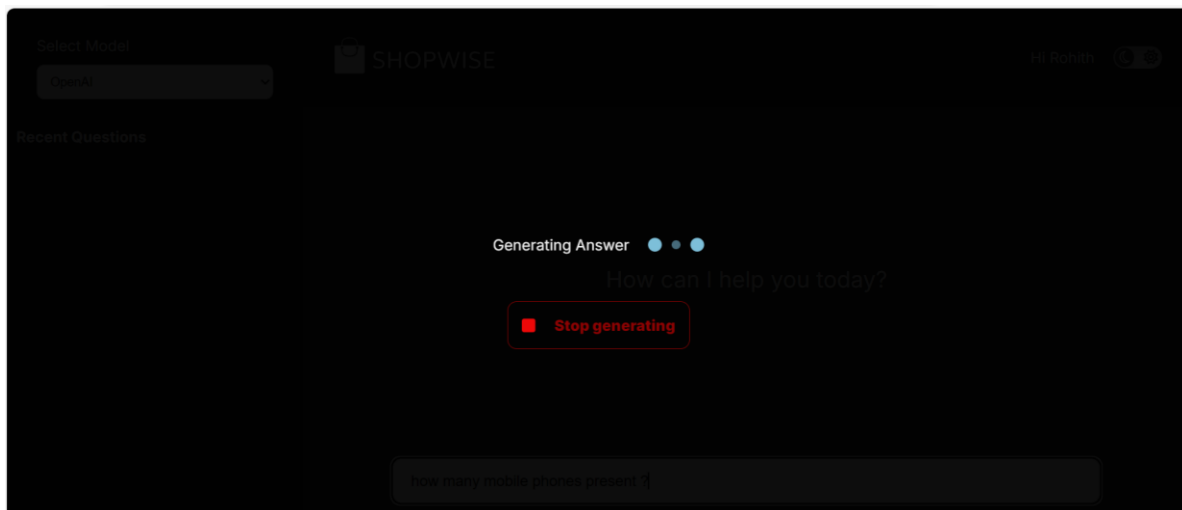 Select Model
OpenAI
Recent Questions
SHOPWISE
Hi Rohith
Generating Answer
How can I help you today?
Stop generating
how many mobile phones present ?